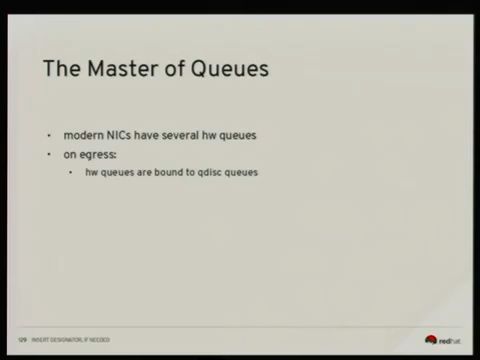 The Master of Queues
• modern NICs have several hw queues
• on egress:
• hw queues are bound to qdisc queues
129 INSERT DESIGNATOR, IF NEEDED
redhat